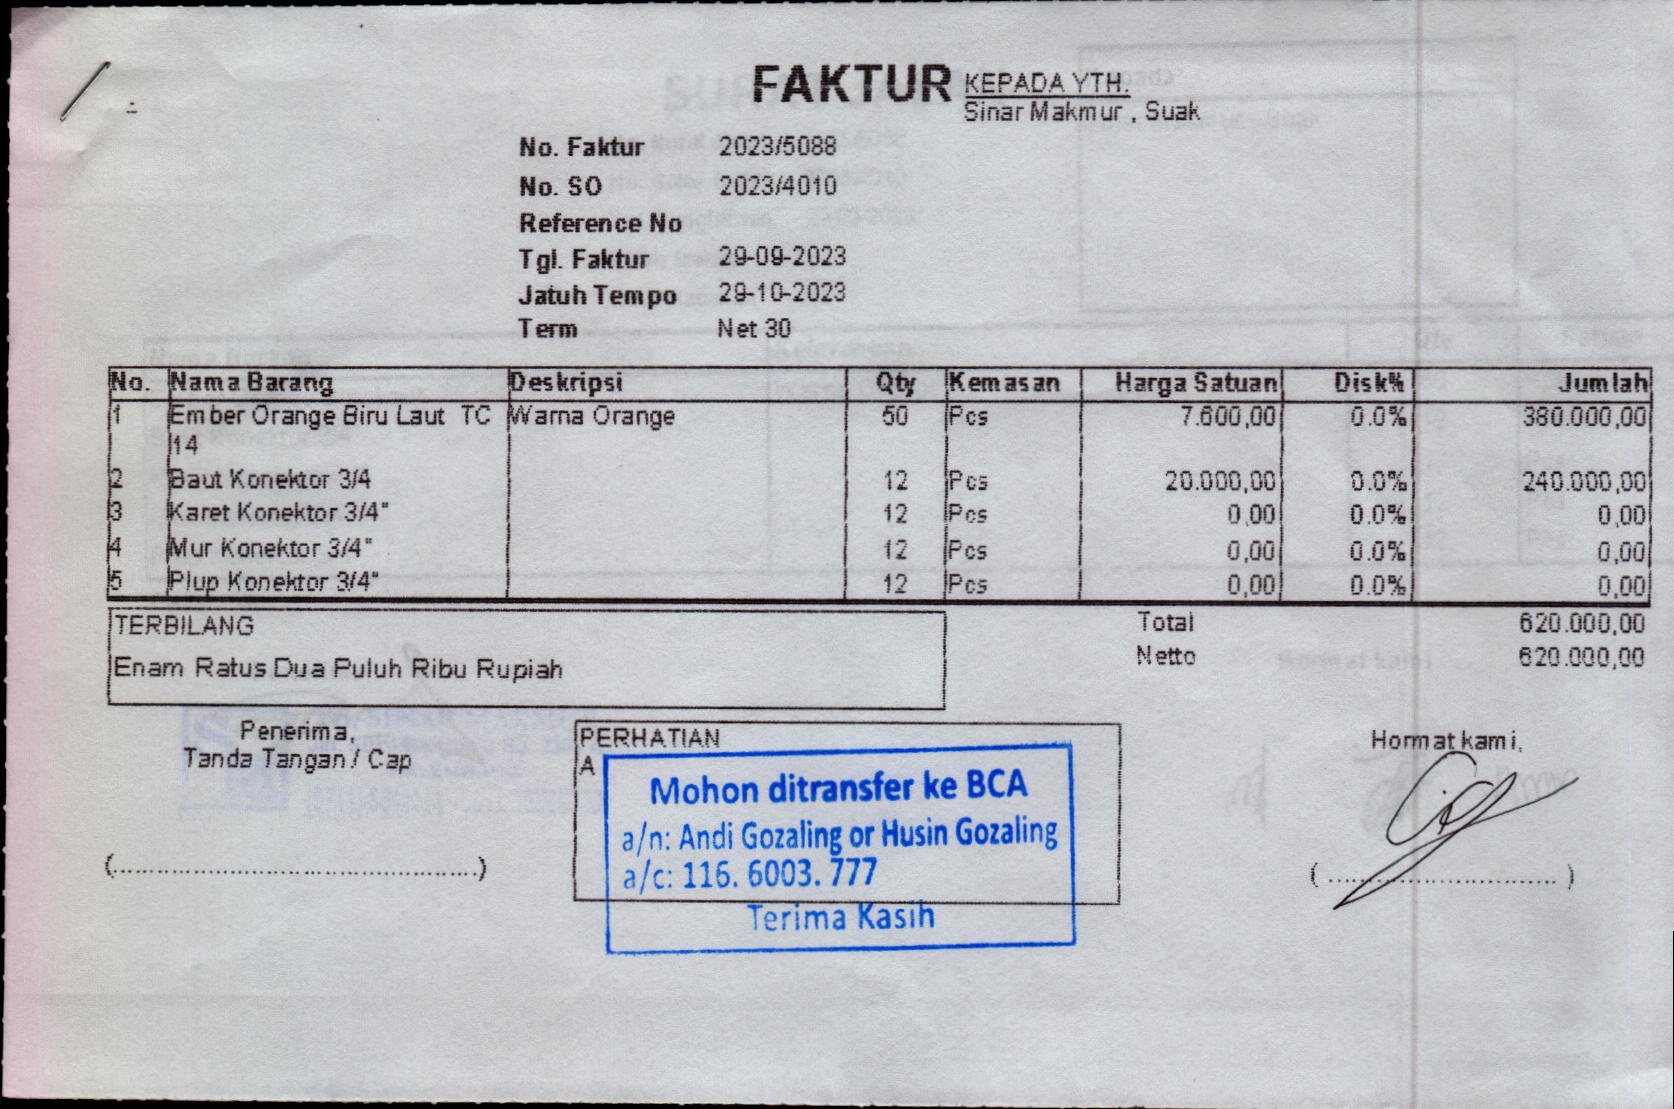 FAKTUR
KEPADA YTH.
Sinar Makmur , Suak
No. Faktur 2023/5088
No. SO 2023/4010
Reference No
Tgl. Faktur 29-09-2023
Jatuh Tempo 29-10-2023
Term Net 30
No. Nama Barang Deskripsi Qty Kemasan Harga Satuan Disk% Jumlah
1 Ember Orange Biru Laut TC Warna Orange 50 Pcs 7.600,00 0.0% 380.000,00
14
2 Baut Konektor 3/4 12 Pcs 20.000,00 0.0% 240.000,00
3 Karet Konektor 3/4" 12 Pcs 0,00 0.0% 0,00
4 Mur Konektor 3/4" 12 Pcs 0,00 0.0% 0,00
5 Plup Konektor 3/4" 12 Pcs 0,00 0.0% 0,00
TERBILANG
Enam Ratus Dua Puluh Ribu Rupiah
Total 620.000,00
Netto 620.000,00
Penerima,
Tanda Tangan / Cap
(..............................................)
PERHATIAN
A
Mohon ditransfer ke BCA
a/n: Andi Gozaling or Husin Gozaling
a/c: 116. 6003. 777
Terima Kasih
Hormat kami,
(..............................)